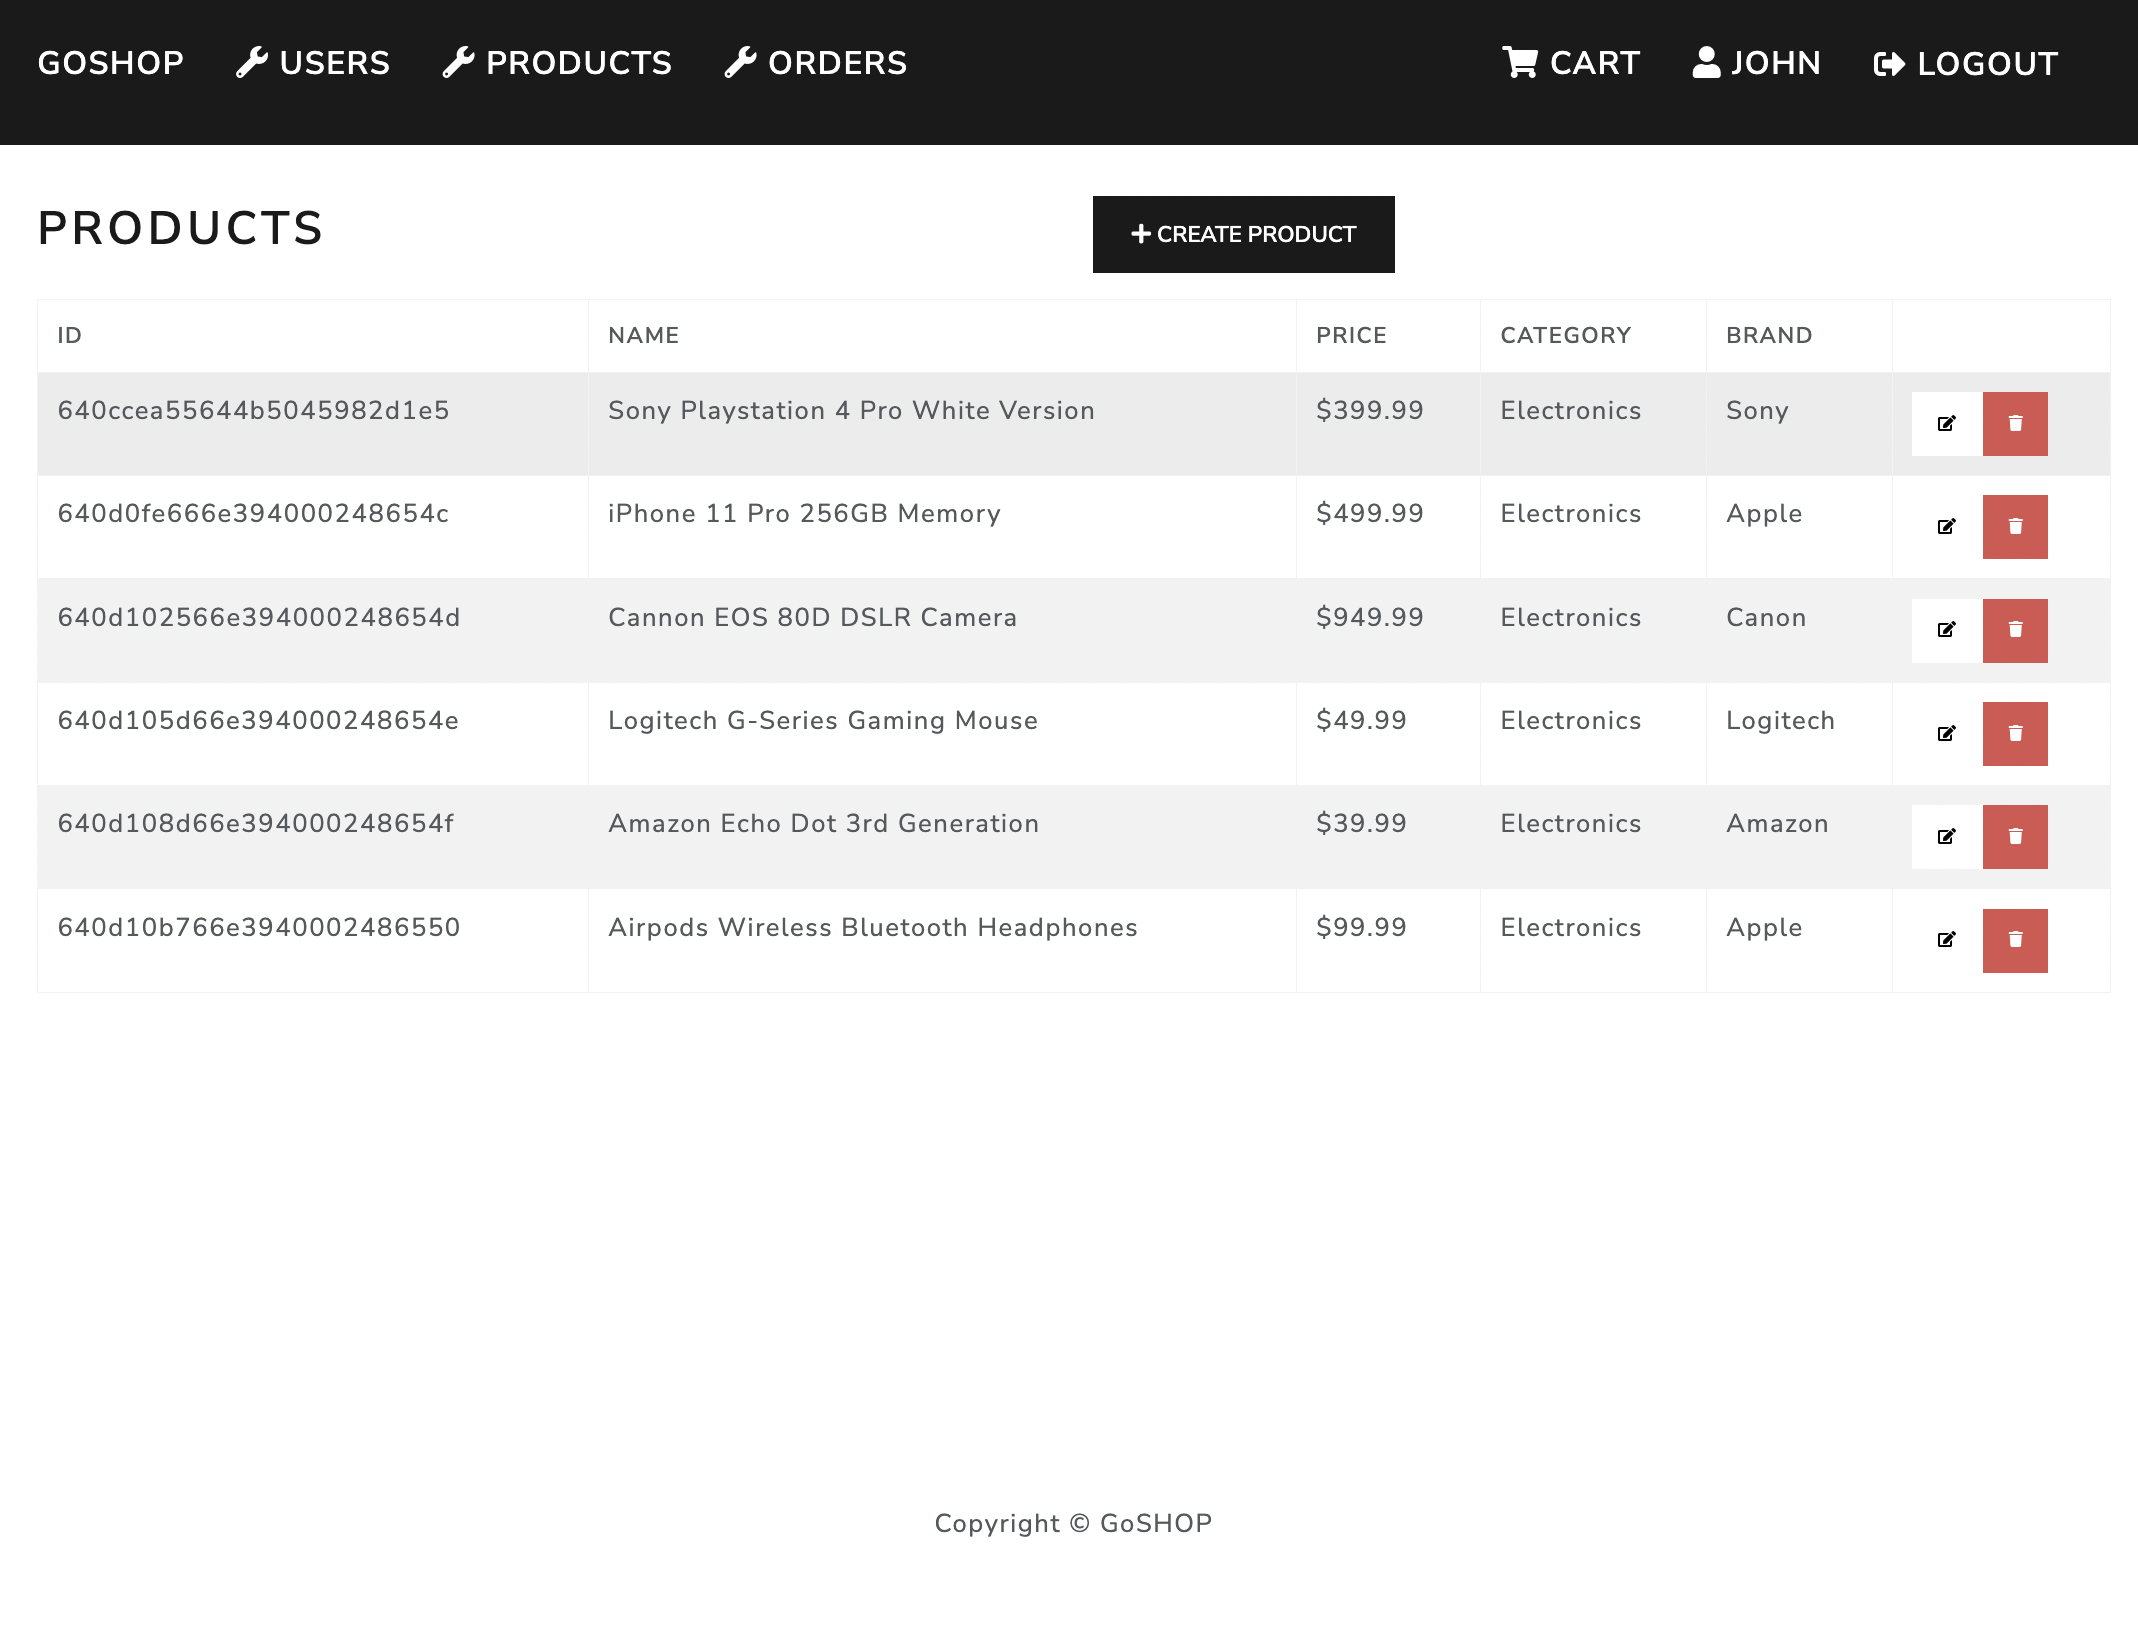 GOSHOP USERS PRODUCTS ORDERS CART JOHN LOGOUT
PRODUCTS CREATE PRODUCT
ID NAME PRICE CATEGORY BRAND
640ccea55644b5045982d1e5 Sony Playstation 4 Pro White Version $399.99 Electronics Sony
640d0fe666e394000248654c iPhone 11 Pro 256GB Memory $499.99 Electronics Apple
640d102566e394000248654d Cannon EOS 80D DSLR Camera $949.99 Electronics Canon
640d105d66e394000248654e Logitech G-Series Gaming Mouse $49.99 Electronics Logitech
640d108d66e394000248654f Amazon Echo Dot 3rd Generation $39.99 Electronics Amazon
640d10b766e3940002486550 Airpods Wireless Bluetooth Headphones $99.99 Electronics Apple
Copyright © GoSHOP